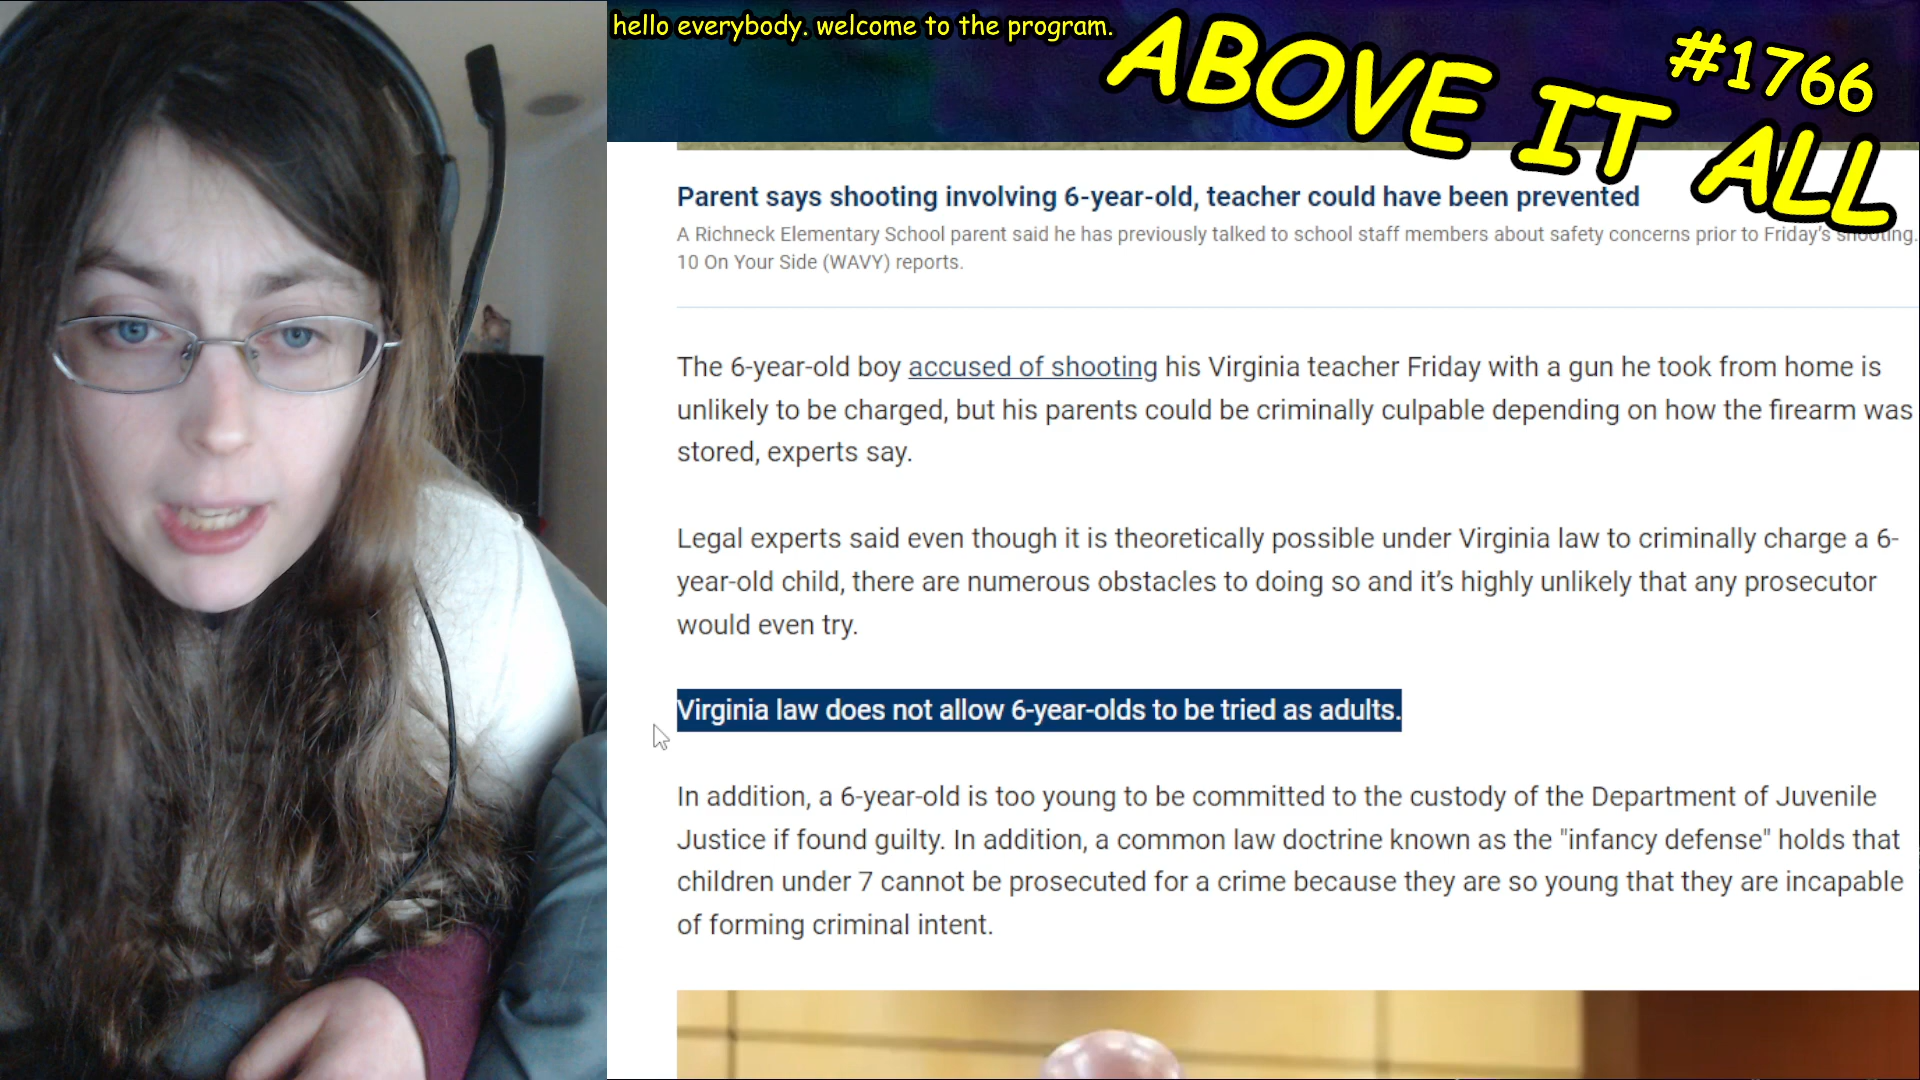 hello everybody. welcome to the program.
ABOVE IT ALL
#1766
Parent says shooting involving 6-year-old, teacher could have been prevented
A Richneck Elementary School parent said he has previously talked to school staff members about safety concerns prior to Friday's shooting.
10 On Your Side (WAVY) reports.
The 6-year-old boy accused of shooting his Virginia teacher Friday with a gun he took from home is
unlikely to be charged, but his parents could be criminally culpable depending on how the firearm was
stored, experts say.
Legal experts said even though it is theoretically possible under Virginia law to criminally charge a 6-
year-old child, there are numerous obstacles to doing so and it’s highly unlikely that any prosecutor
would even try.
Virginia law does not allow 6-year-olds to be tried as adults.
In addition, a 6-year-old is too young to be committed to the custody of the Department of Juvenile
Justice if found guilty. In addition, a common law doctrine known as the "infancy defense" holds that
children under 7 cannot be prosecuted for a crime because they are so young that they are incapable
of forming criminal intent.